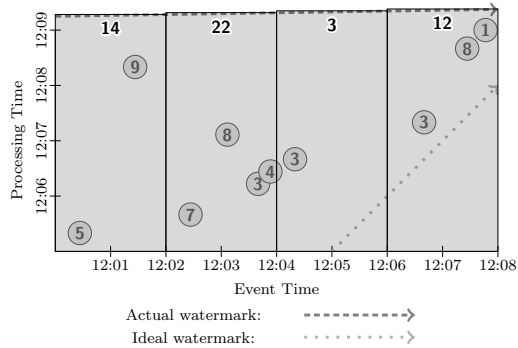 14 22 3 12
12:09
12:08
12:07
12:06
Processing Time
9
8
3
4
3
7
5
3
8
1
12:01 12:02 12:03 12:04 12:05 12:06 12:07 12:08
Event Time
Actual watermark:
Ideal watermark: